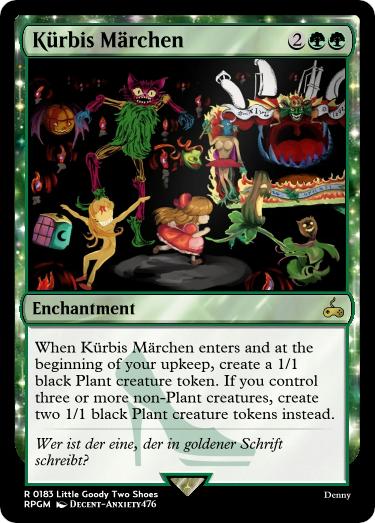 Kürbis Märchen 2
Enchantment
When Kürbis Märchen enters and at the
beginning of your upkeep, create a 1/1
black Plant creature token. If you control
three or more non-Plant creatures, create
two 1/1 black Plant creature tokens instead.
Wer ist der eine, der in goldener Schrift
schreibt?
R 0183 Little Goody Two Shoes
RPGM Decent-Anxiety476
Denny